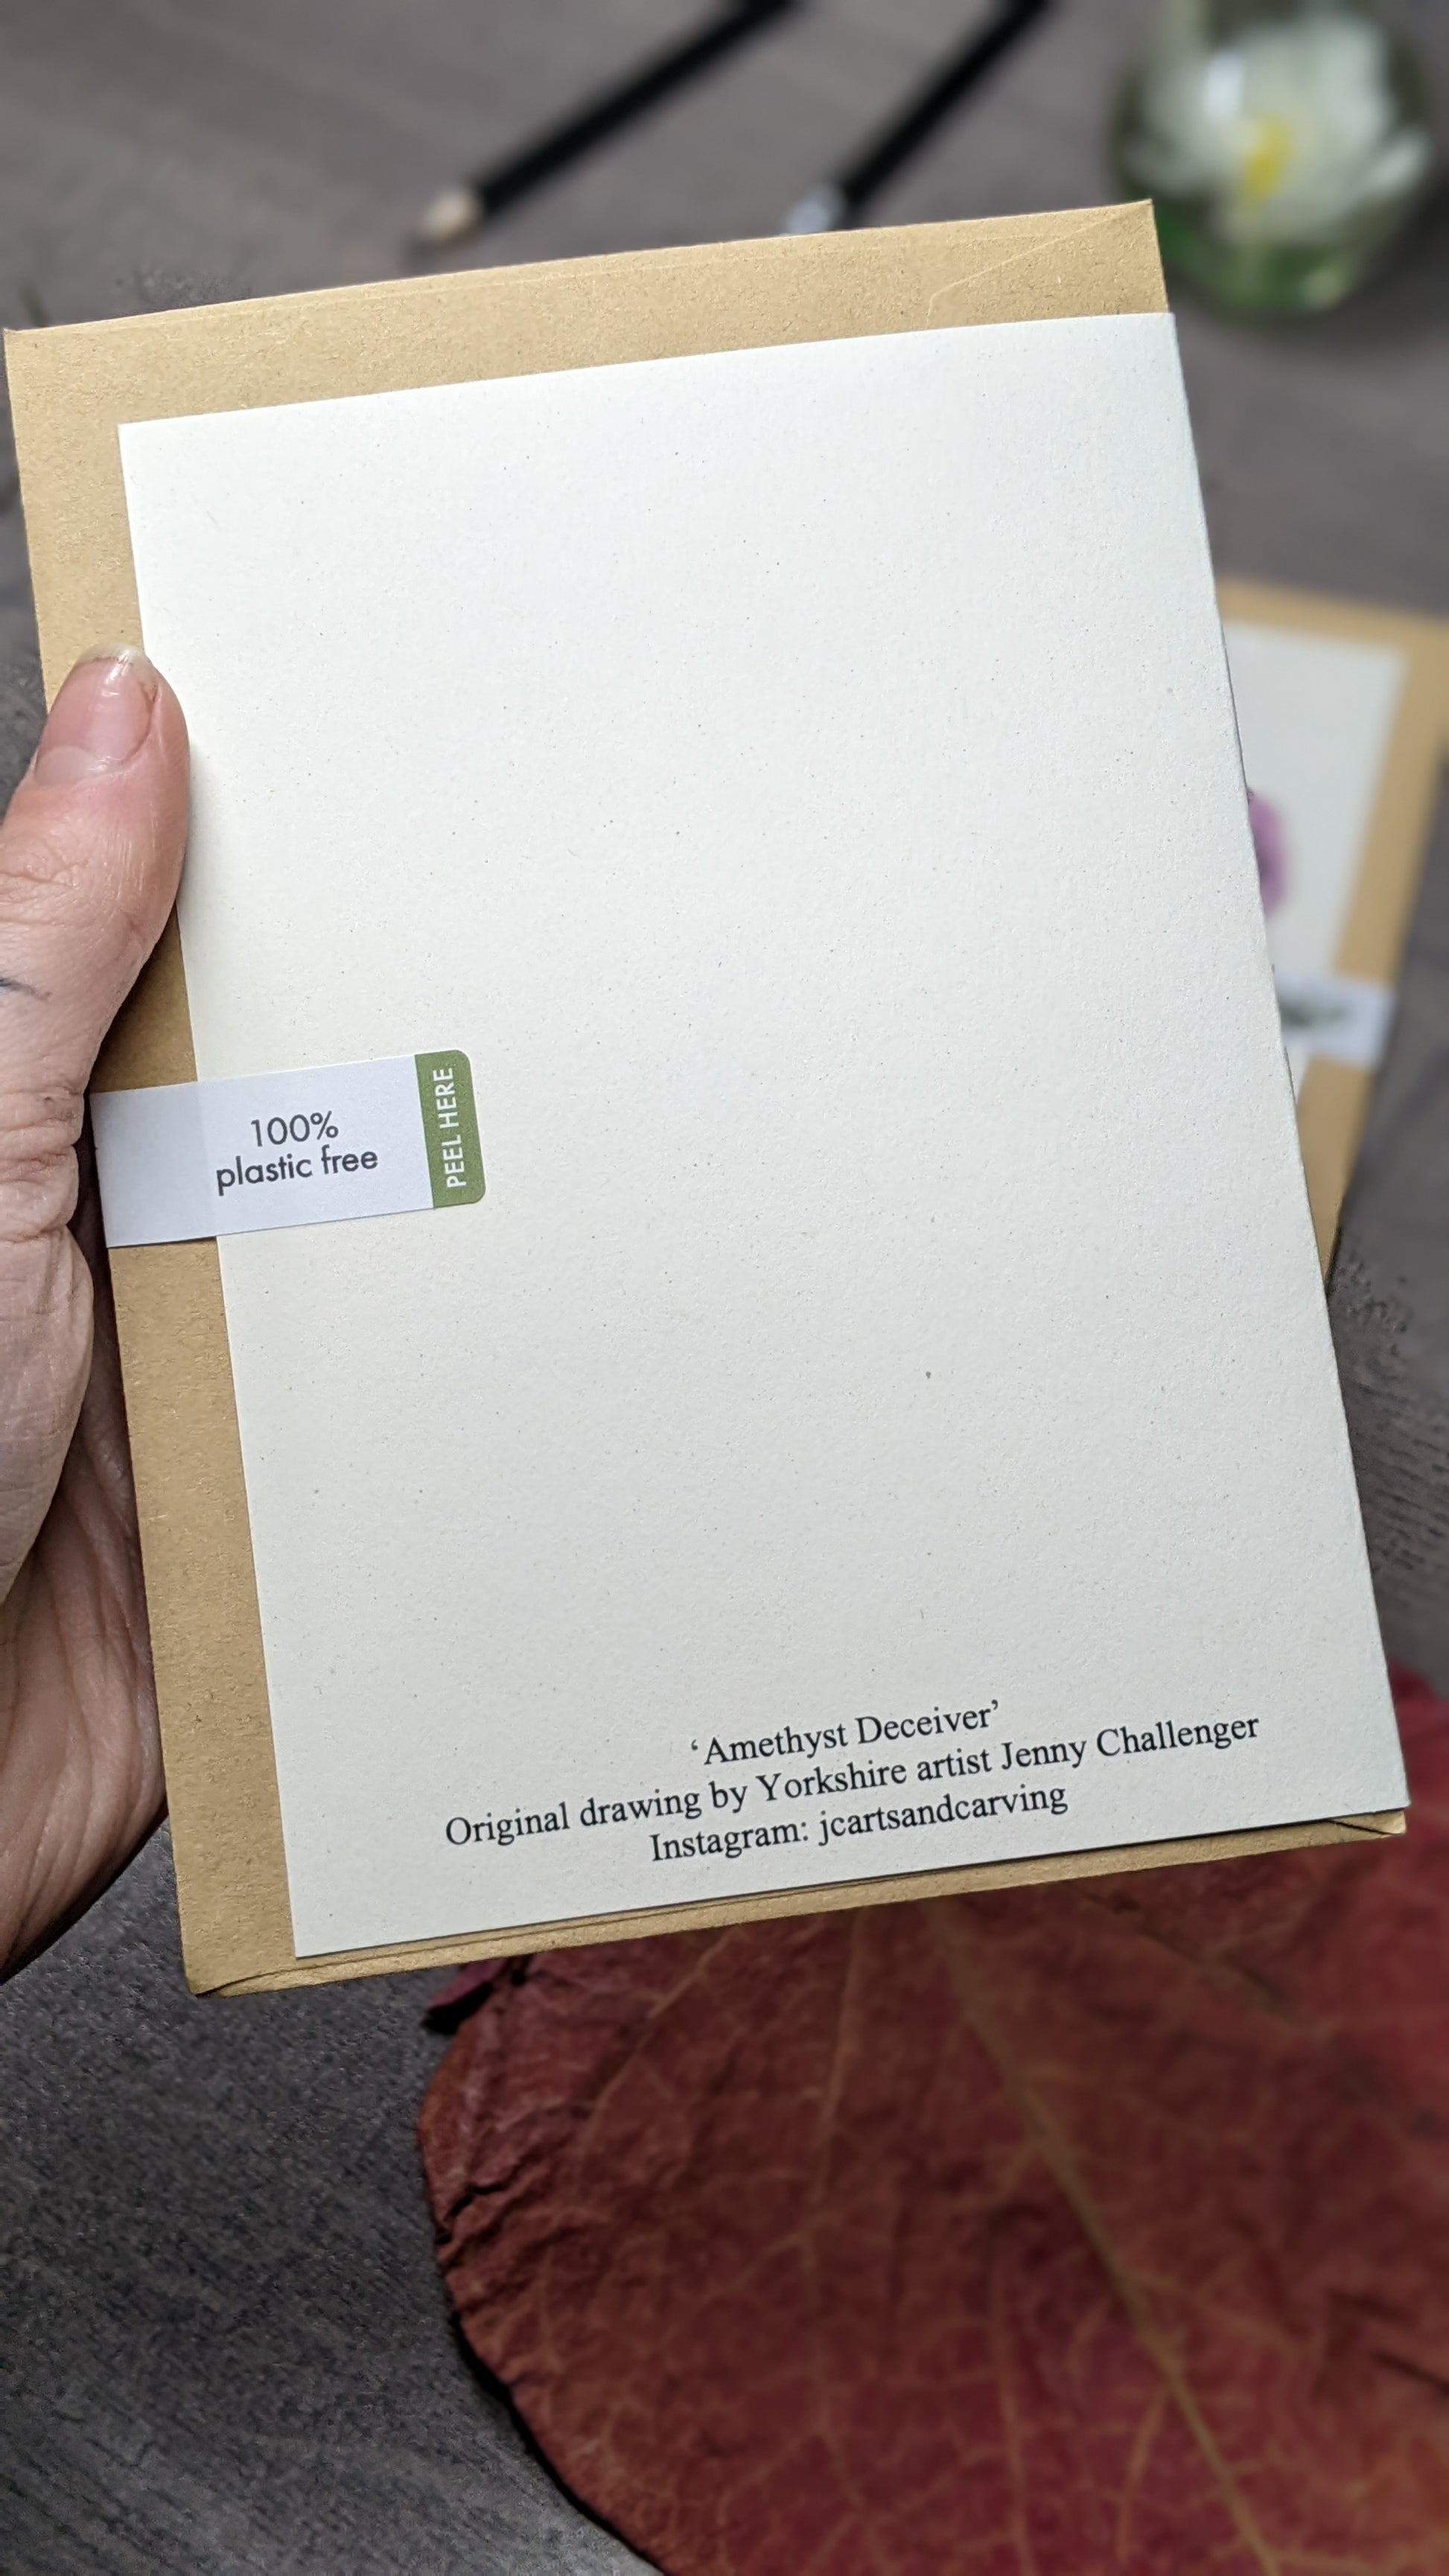 100%
plastic free
PEEL HERE
‘Amethyst Deceiver’
Original drawing by Yorkshire artist Jenny Challenger
Instagram: jcartsandcarving